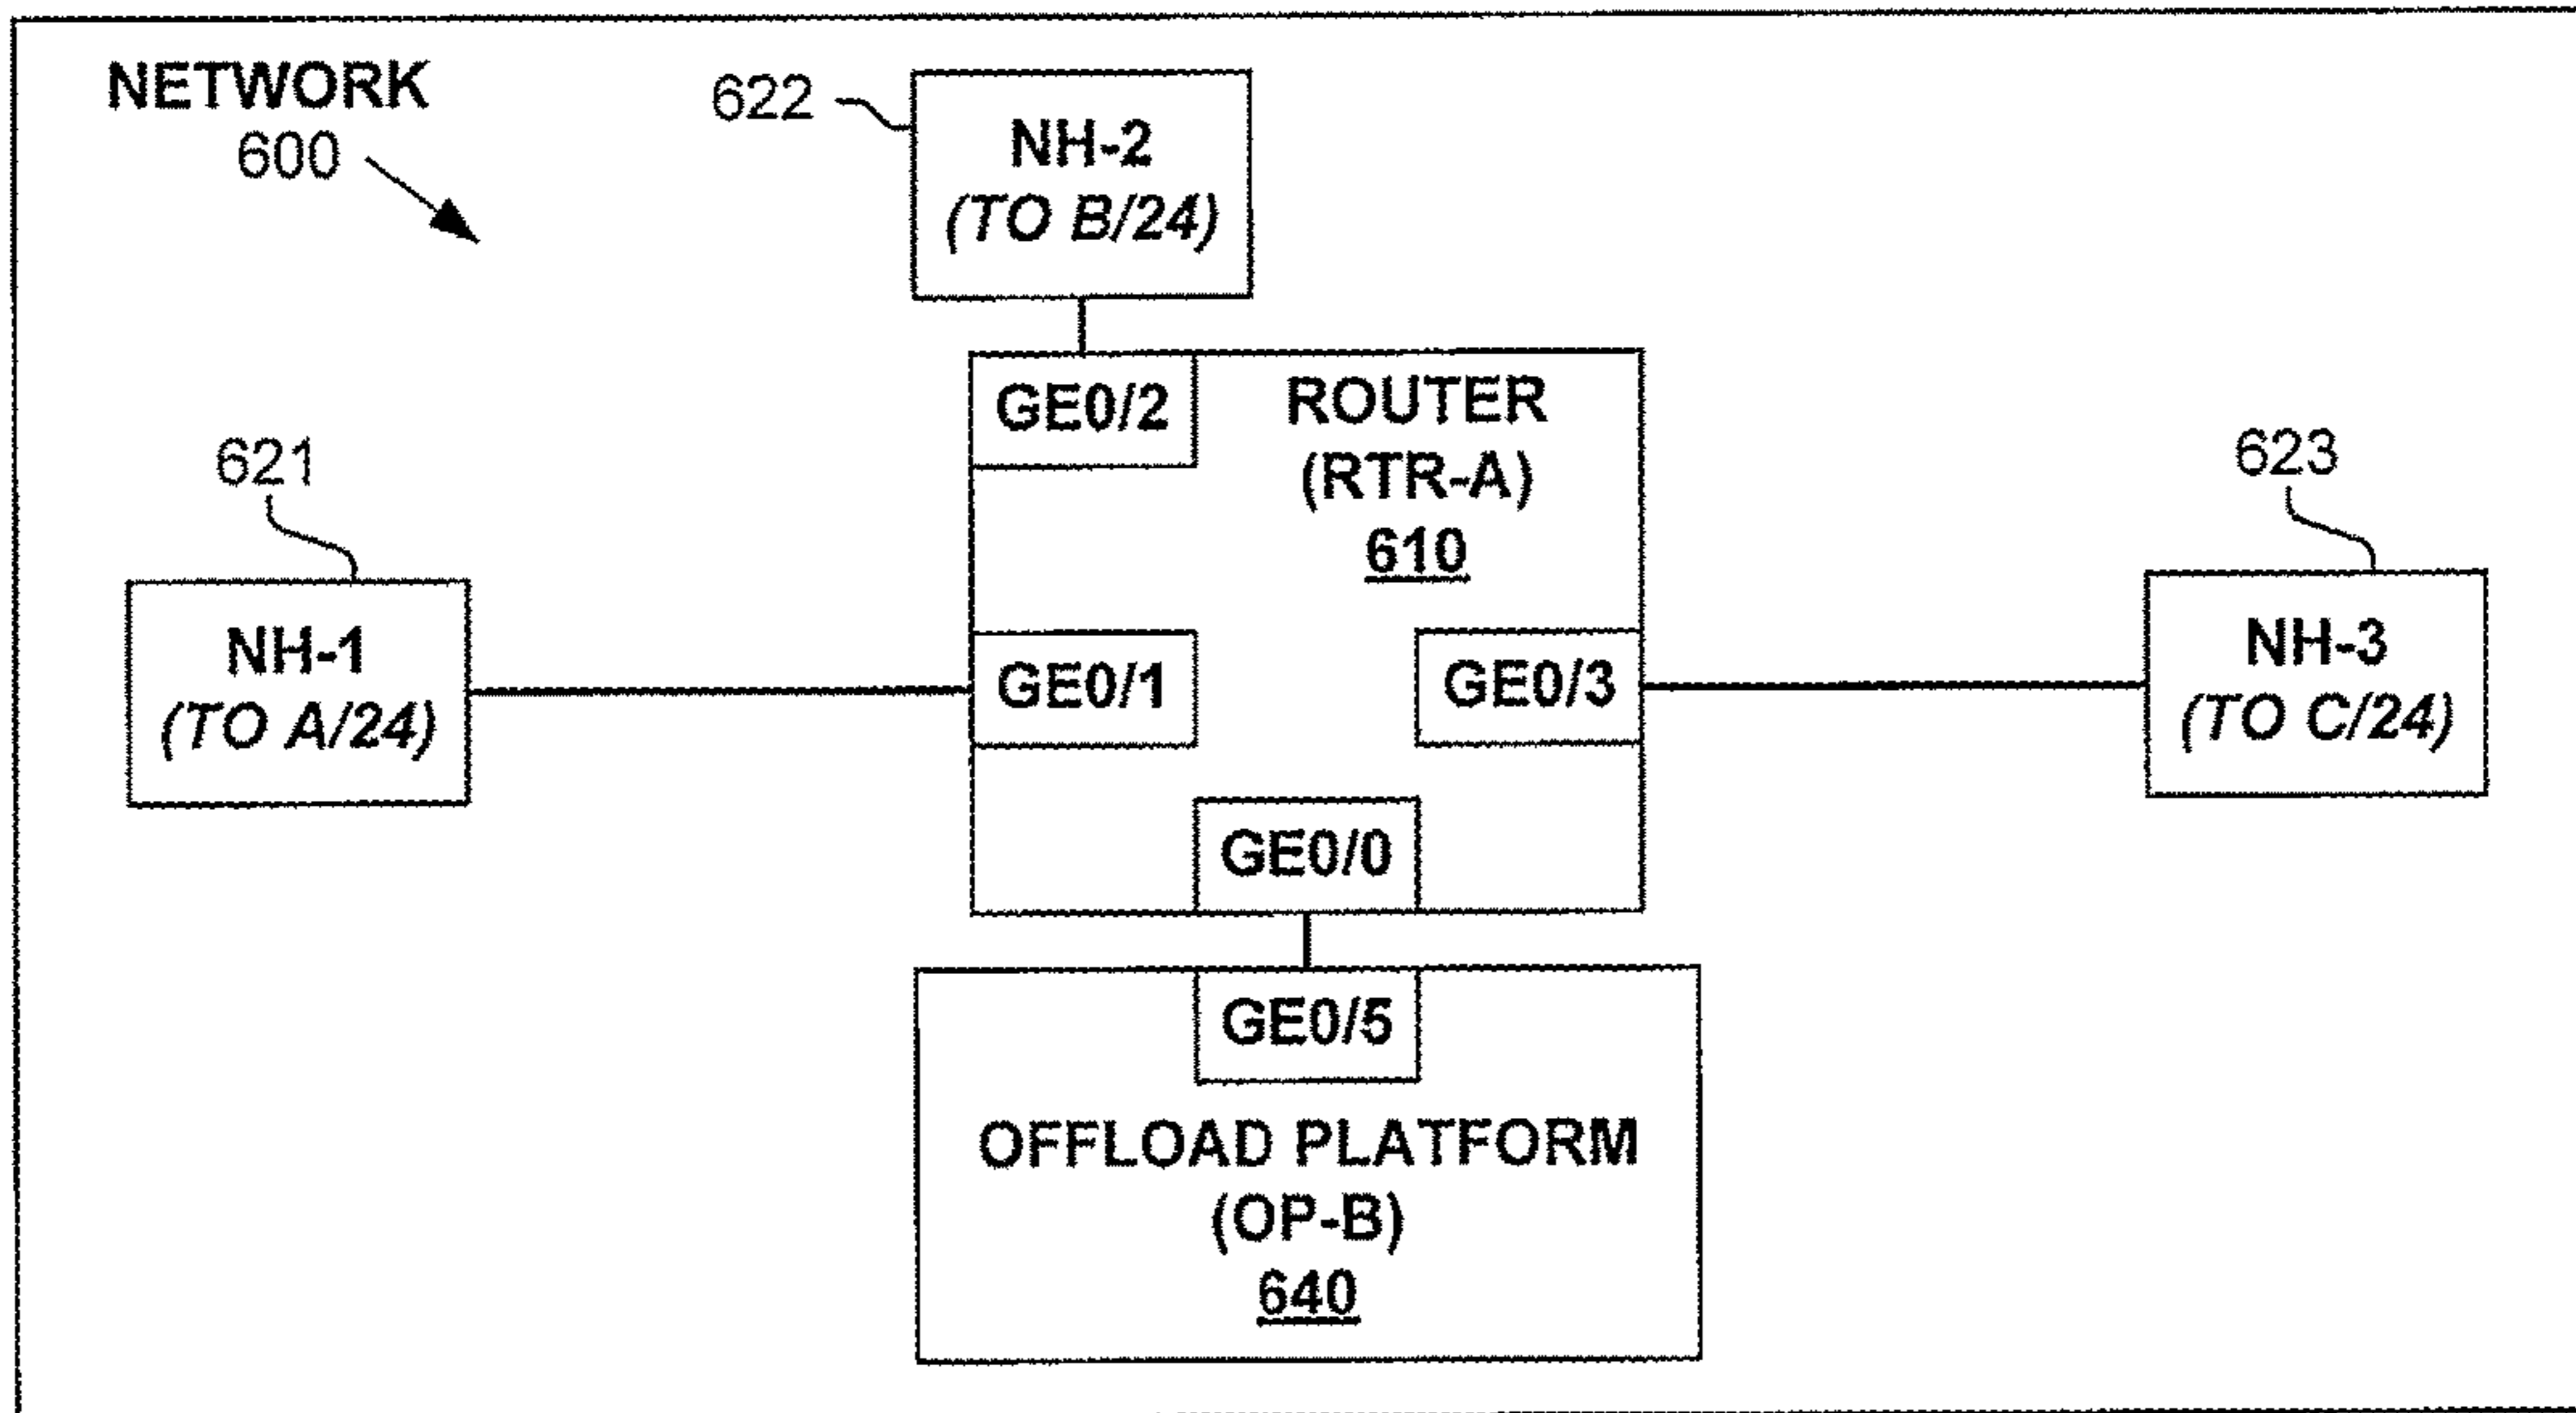 NETWORK
600
622
NH-2
(TO B/24)
GE0/2
ROUTER
(RTR-A)
610
621
NH-1
(TO A/24)
GE0/1
GE0/3
623
NH-3
(TO C/24)
GE0/0
GE0/5
OFFLOAD PLATFORM
(OP-B)
640